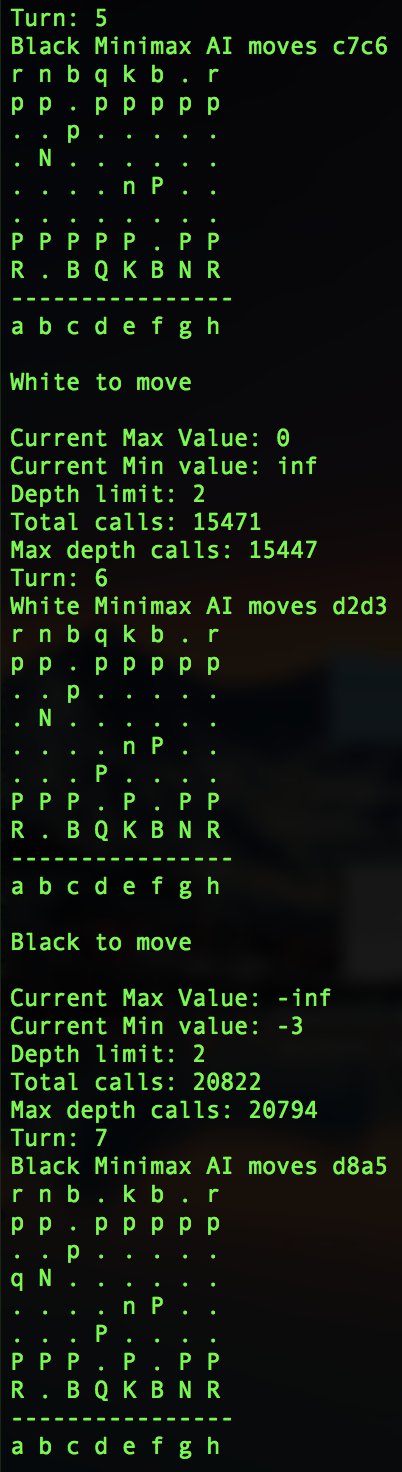 Turn: 5
Black Minimax AI moves c7c6
r n b q k b . r
p p . p p p p p
. . p . . . . .
. N . . . . . .
. . . . n P . .
. . . . . . . .
P P P P P . P P
R . B Q K B N R
----------------
a b c d e f g h
White to move
Current Max Value: 0
Current Min value: inf
Depth limit: 2
Total calls: 15471
Max depth calls: 15447
Turn: 6
White Minimax AI moves d2d3
r n b q k b . r
p p . p p p p p
. . p . . . . .
. N . . . . . .
. . . . n P . .
. . . P . . . .
P P P . P . P P
R . B Q K B N R
----------------
a b c d e f g h
Black to move
Current Max Value: -inf
Current Min value: -3
Depth limit: 2
Total calls: 20822
Max depth calls: 20794
Turn: 7
Black Minimax AI moves d8a5
r n b . k b . r
p p . p p p p p
. . p . . . . .
q N . . . . . .
. . . . n P . .
. . . P . . . .
P P P . P . P P
R . B Q K B N R
----------------
a b c d e f g h